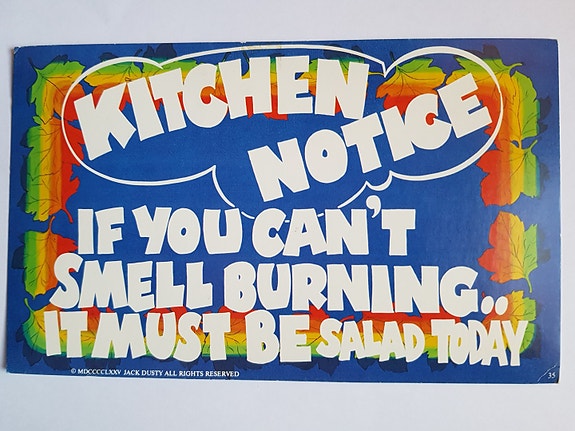 KITCHEN
NOTICE
IF YOU CAN'T
SMELL BURNING..
IT MUST BE SALAD TODAY
© MDCCCCLXXV JACK DUSTY ALL RIGHTS RESERVED
35